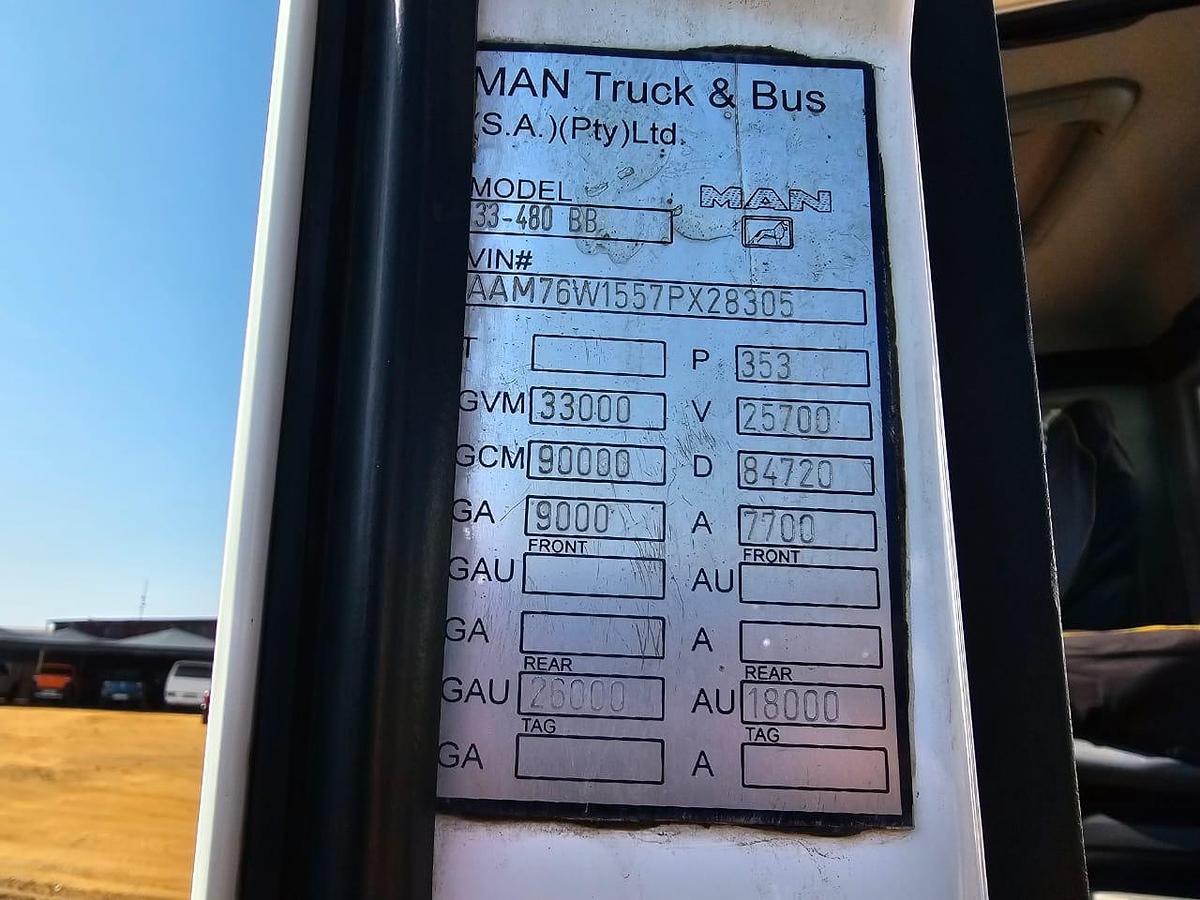 MAN Truck & Bus
(S.A.)(Pty)Ltd.
MODEL
MAN
33-480 BB
VIN#
AAM76W1557PX28305
T P 353
GVM 33000 V 25700
GCM 90000 D 84720
GA 9000 A 7700
FRONT FRONT
GAU AU
GA A
REAR REAR
GAU 26000 AU 18000
TAG TAG
GA A